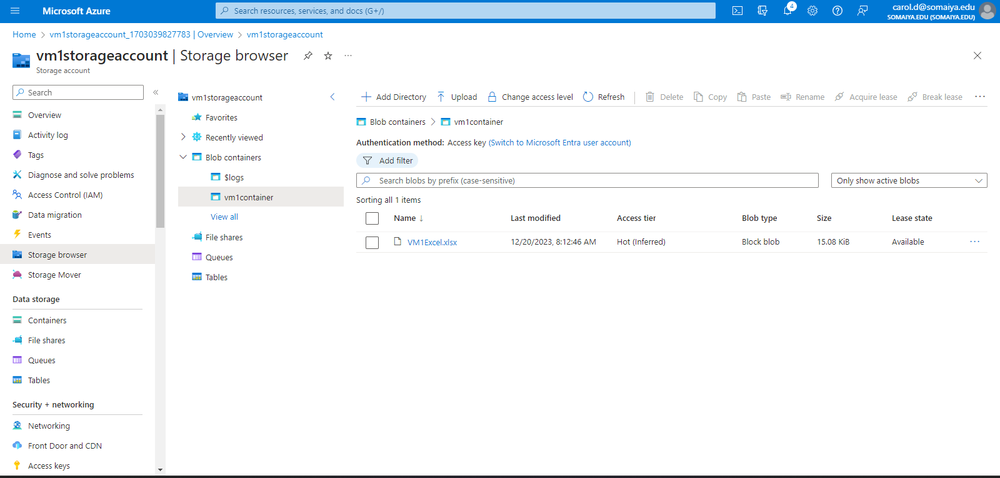 Microsoft Azure
Search resources, services, and docs (G+/)
4
carol.d@somaiya.edu
SOMAIYA.EDU (SOMAIYA.EDU)
Home > vm1storageaccount_1703039827783 | Overview > vm1storageaccount
vm1storageaccount | Storage browser
Storage account
Search
Overview
Activity log
Tags
Diagnose and solve problems
Access Control (IAM)
Data migration
Events
Storage browser
Storage Mover
Data storage
Containers
File shares
Queues
Tables
Security + networking
Networking
Front Door and CDN
Access keys
vm1storageaccount
Favorites
Recently viewed
Blob containers
$logs
vm1container
View all
File shares
Queues
Tables
Add Directory Upload Change access level Refresh Delete Copy Paste Rename Acquire lease Break lease
Blob containers > vm1container
Authentication method: Access key (Switch to Microsoft Entra user account)
Add filter
Search blobs by prefix (case-sensitive)
Only show active blobs
Sorting all 1 items
Name Last modified Access tier Blob type Size Lease state
VM1Excel.xlsx 12/20/2023, 8:12:46 AM Hot (Inferred) Block blob 15.08 KiB Available